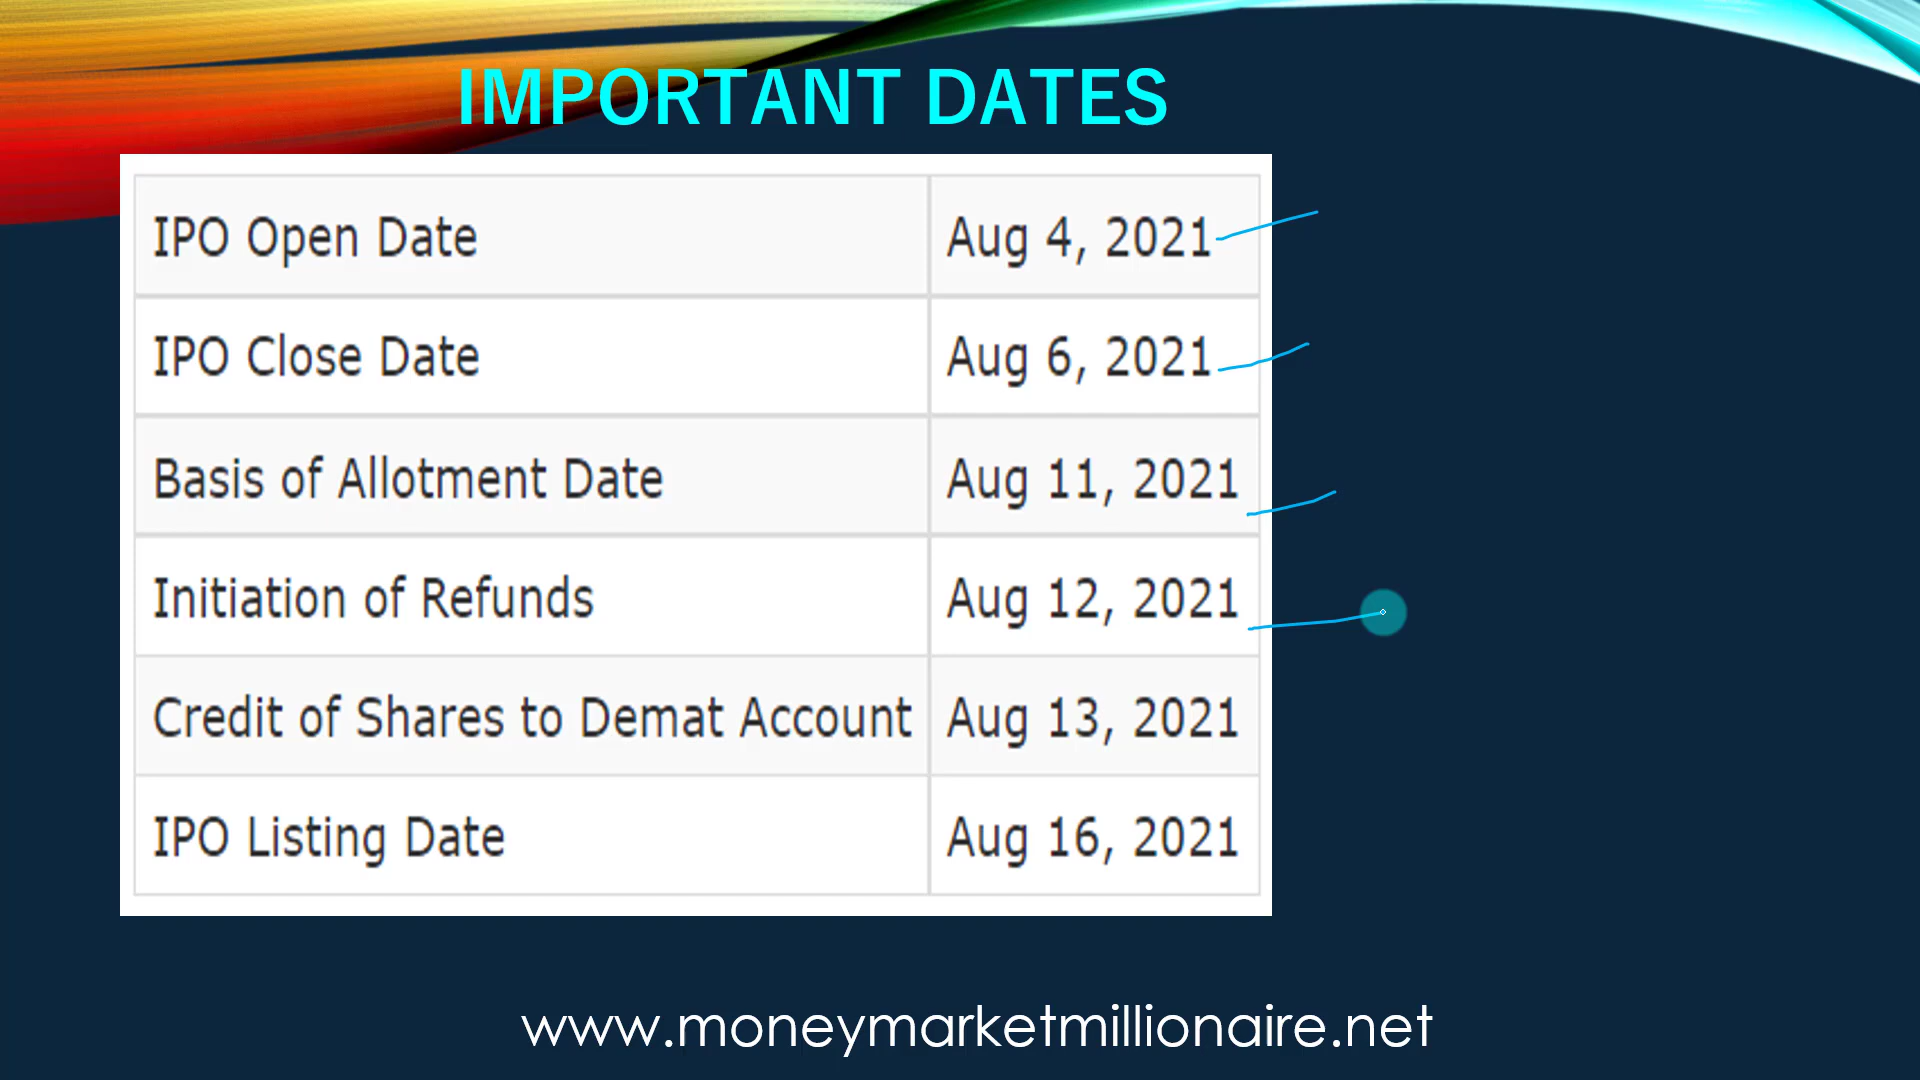 IMPORTANT DATES
IPO Open Date Aug 4, 2021
IPO Close Date Aug 6, 2021
Basis of Allotment Date Aug 11, 2021
Initiation of Refunds Aug 12, 2021
Credit of Shares to Demat Account Aug 13, 2021
IPO Listing Date Aug 16, 2021
www.moneymarketmillionaire.net